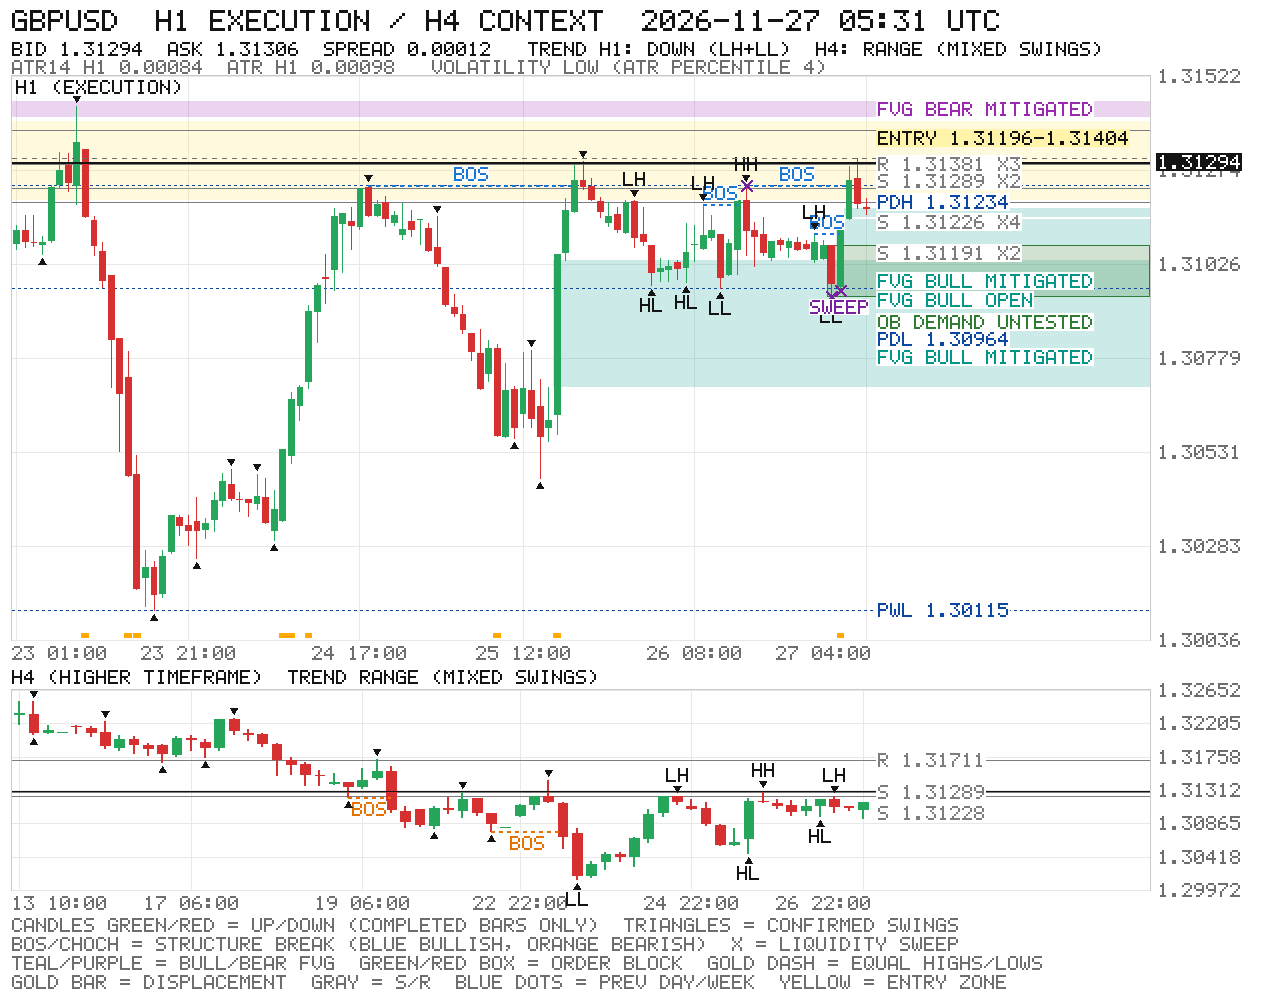 GBPUSD H1 EXECUTION / H4 CONTEXT 2026-11-27 05:31 UTC
BID 1.31294 ASK 1.31306 SPREAD 0.00012 TREND H1: DOWN (LH+LL) H4: RANGE (MIXED SWINGS)
ATR14 H1 0.00084 ATR H1 0.00098 VOLATILITY LOW (ATR PERCENTILE 4)
H1 (EXECUTION)
1.31522
FVG BEAR MITIGATED
ENTRY 1.31196-1.31404
R 1.31381 X3
1.31294
HH
BOS
BOS
S 1.31289 X2
LH
LH
BOS
PDH 1.31234
LH
BOS
S 1.31226 X4
S 1.31191 X2
1.31026
FVG BULL MITIGATED
FVG BULL OPEN
HL
HL
LL
SWEEP
LL
OB DEMAND UNTESTED
PDL 1.30964
FVG BULL MITIGATED
1.30779
1.30531
1.30283
PWL 1.30115
1.30036
23 01:00 23 21:00 24 17:00 25 12:00 26 08:00 27 04:00
H4 (HIGHER TIMEFRAME) TREND RANGE (MIXED SWINGS)
1.32652
1.32205
1.31758
R 1.31711
LH
HH
LH
1.31312
S 1.31289
BOS
S 1.31228
1.30865
HL
BOS
1.30418
HL
LL
1.29972
13 10:00 17 06:00 19 06:00 22 22:00 24 22:00 26 22:00
CANDLES GREEN/RED = UP/DOWN (COMPLETED BARS ONLY) TRIANGLES = CONFIRMED SWINGS
BOS/CHOCH = STRUCTURE BREAK (BLUE BULLISH, ORANGE BEARISH) X = LIQUIDITY SWEEP
TEAL/PURPLE = BULL/BEAR FVG GREEN/RED BOX = ORDER BLOCK GOLD DASH = EQUAL HIGHS/LOWS
GOLD BAR = DISPLACEMENT GRAY = S/R BLUE DOTS = PREV DAY/WEEK YELLOW = ENTRY ZONE